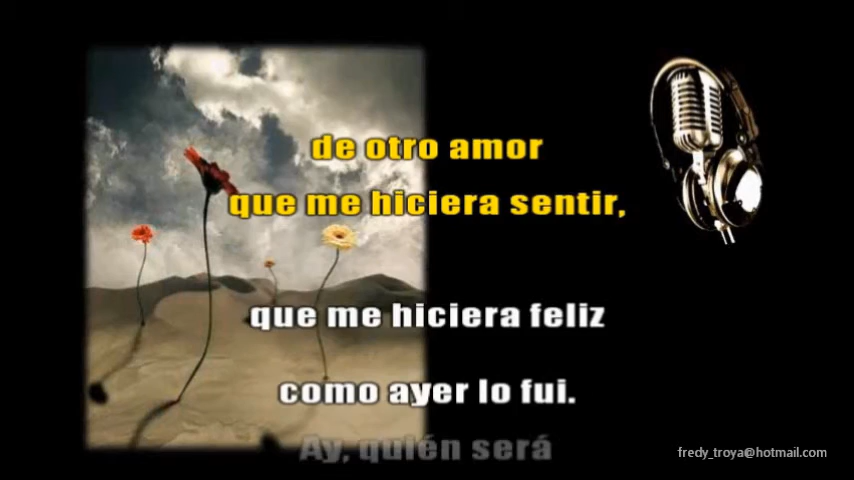 de otro amor
que me hiciera sentir,
que me hiciera feliz
como ayer lo fui.
Ay, quién será
fredy_troya@hotmail.com